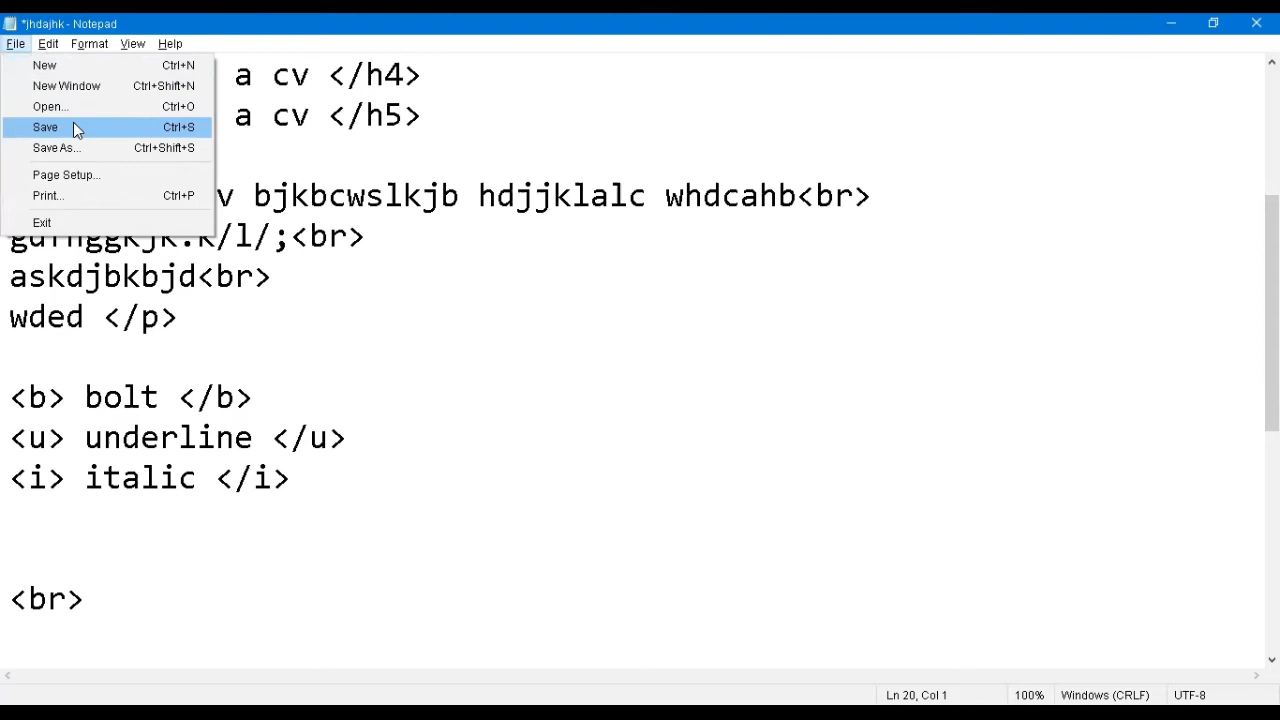 *jhdajhk - Notepad
File Edit Format View Help
New Ctrl+N
New Window Ctrl+Shift+N
Open... Ctrl+O
Save Ctrl+S
Save As... Ctrl+Shift+S
Page Setup...
Print... Ctrl+P
Exit
a cv </h4>
a cv </h5>
v bjkbcwslkjb hdjjklalc whdcahb<br>
gdfhggkjk.k/l/;<br>
askdjbkbjd<br>
wded </p>
<b> bolt </b>
<u> underline </u>
<i> italic </i>
<br>
Ln 20, Col 1 100% Windows (CRLF) UTF-8